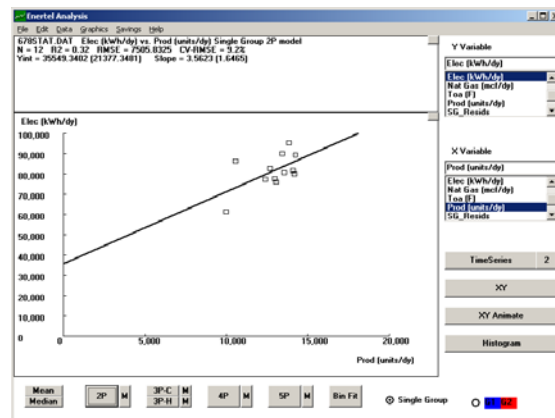 Enertel Analysis
File Edit Data Graphics Savings Help
678STAT.DAT Elec (kWh/dy) vs. Prod (units/dy) Single Group 2P model
N = 12 R2 = 0.32 RMSE = 7505.8325 CV-RMSE = 9.2%
Yint = 35549.3402 (21377.3481) Slope = 3.5623 (1.6465)
Y Variable
Elec (kWh/dy)
Elec (kWh/dy)
Nat Gas (mcf/dy)
Toa (F)
Prod (units/dy)
SG_Resids
X Variable
Prod (units/dy)
Elec (kWh/dy)
Nat Gas (mcf/dy)
Toa (F)
Prod (units/dy)
SG_Resids
Elec (kWh/dy)
100,000
90,000
80,000
70,000
60,000
50,000
40,000
30,000
20,000
10,000
0
0
10,000
15,000
20,000
Prod (units/dy)
TimeSeries 2
XY
XY Animate
Histogram
Mean
Median
2P M
3P-C M
3P-H M
4P M
5P M
Bin Fit
Single Group
G1,G2